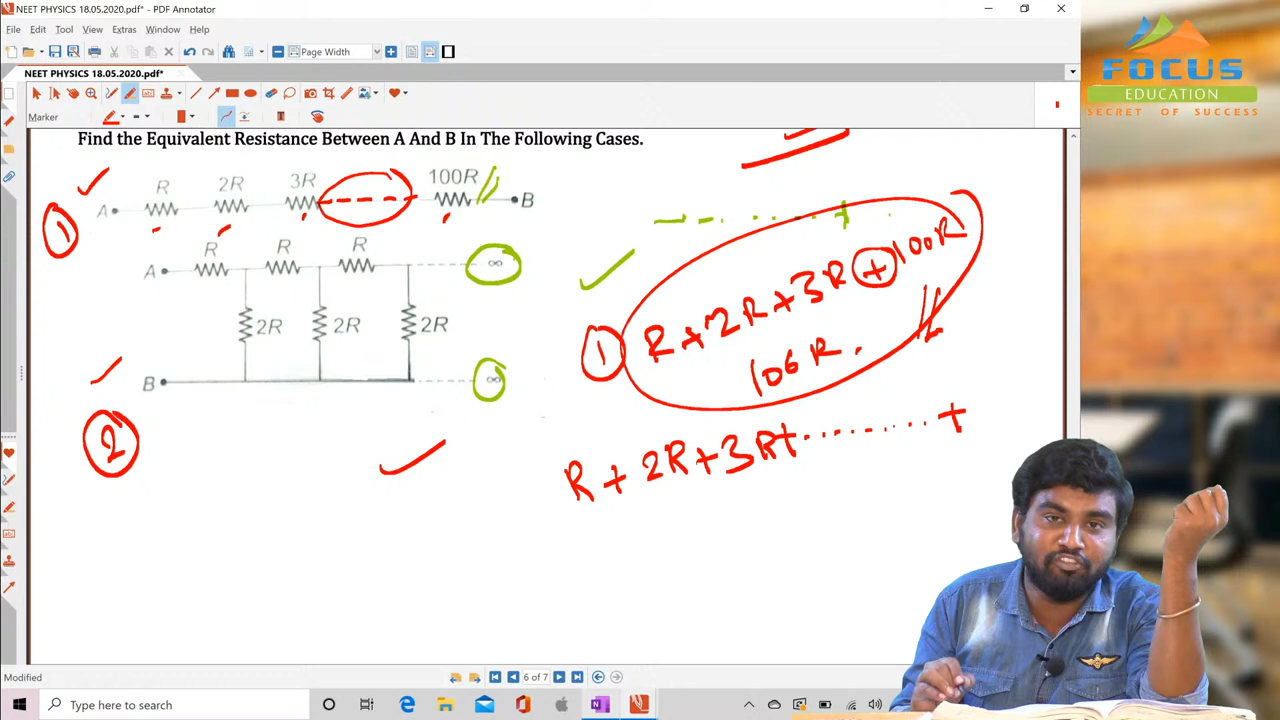 NEET PHYSICS 18.05.2020.pdf* - PDF Annotator
File Edit Tool View Extras Window Help
Page Width
NEET PHYSICS 18.05.2020.pdf*
Marker
FOCUS
EDUCATION
SECRET OF SUCCESS
Find the Equivalent Resistance Between A And B In The Following Cases.
1
A R 2R 3R 100R B
A R R R ∞
2R 2R 2R
B ∞
2
1 R+2R+3R+100R
106R.
R+2R+3R+..........+
Modified
6 of 7
Type here to search